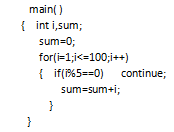 main( )
{ int i,sum;
sum=0;
for(i=1;i<=100;i++)
{ if(i%5==0) continue;
sum=sum+i;
}
}